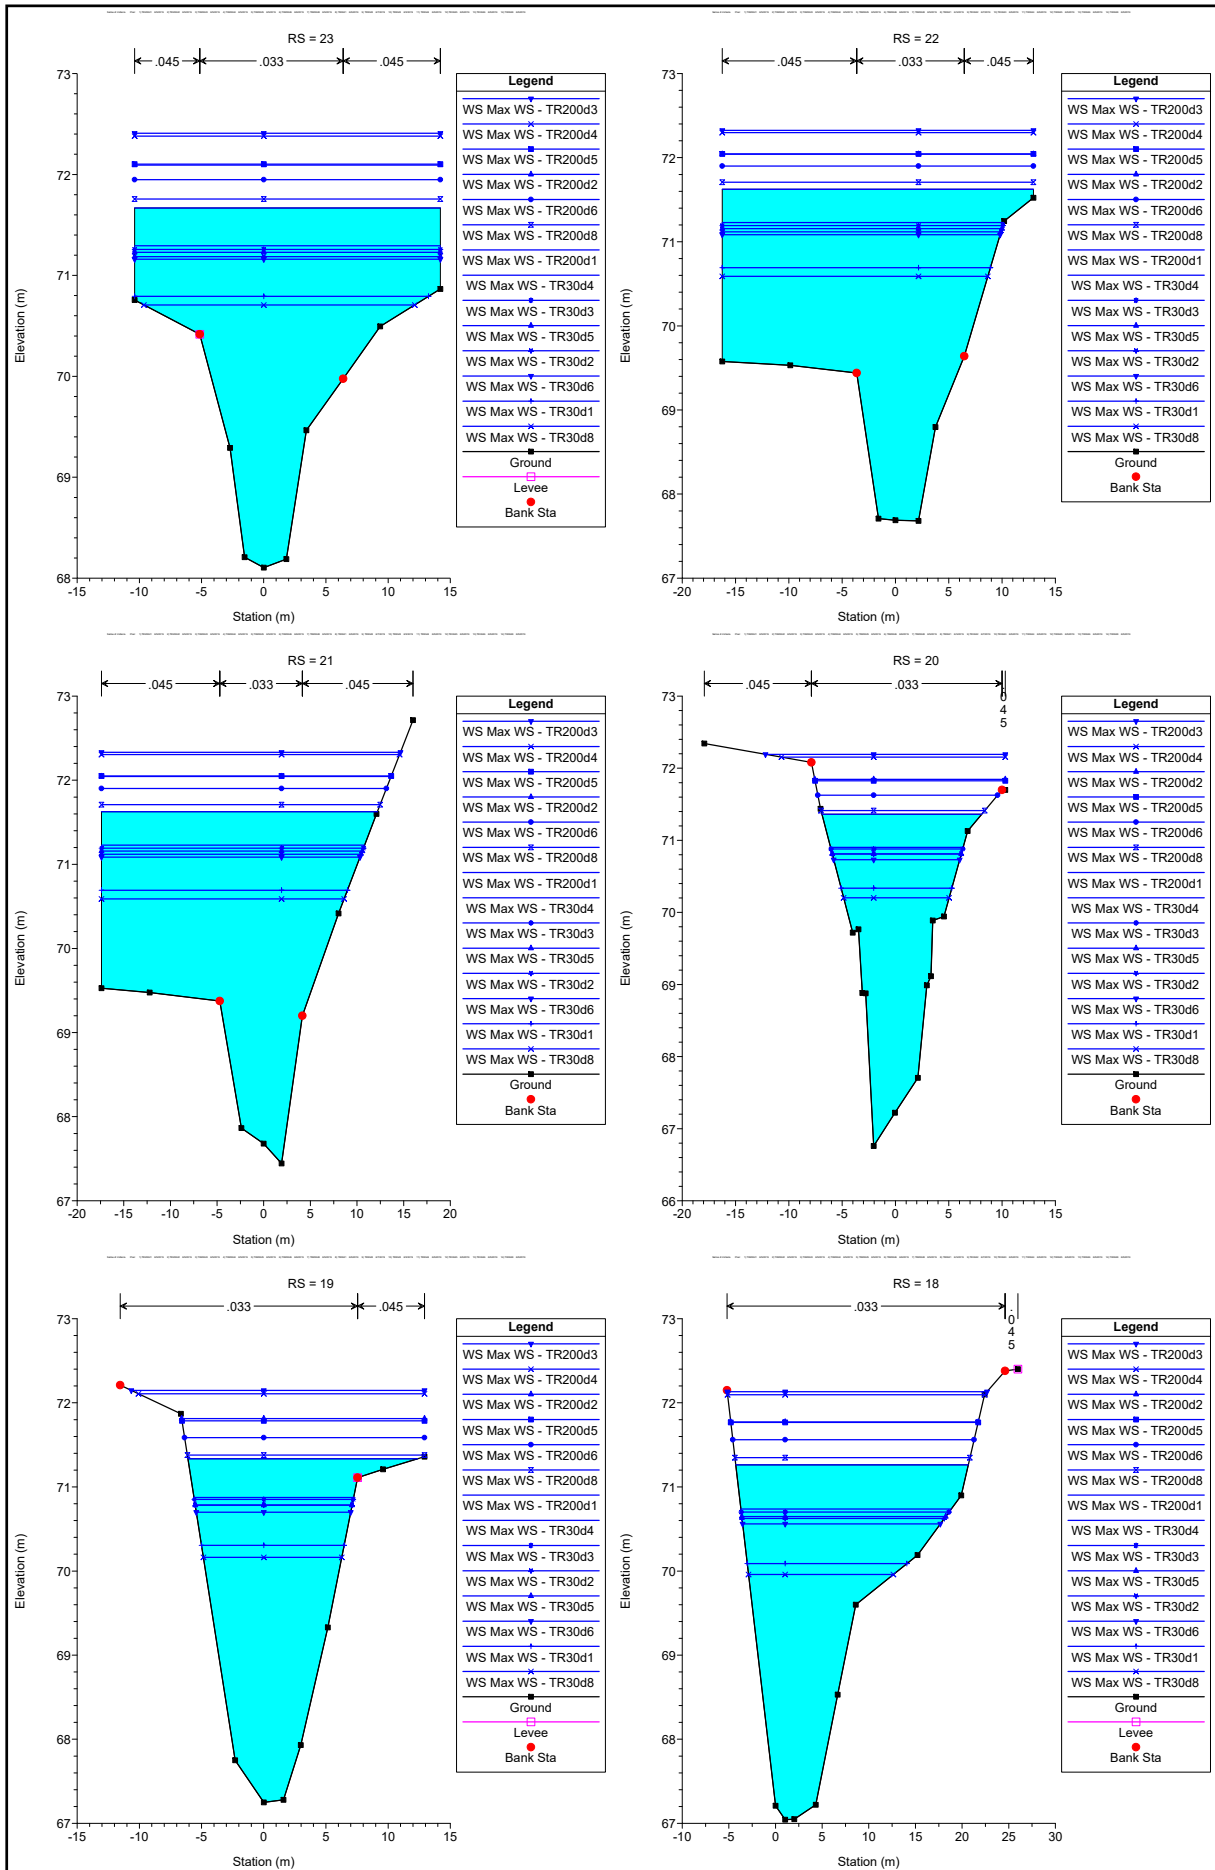 RS = 23
.045 .033 .045
73
72
71
70
69
68
-15 -10 -5 0 5 10 15
Station (m)
Elevation (m)
Legend
WS Max WS - TR200d3
WS Max WS - TR200d4
WS Max WS - TR200d5
WS Max WS - TR200d2
WS Max WS - TR200d6
WS Max WS - TR200d8
WS Max WS - TR200d1
WS Max WS - TR30d4
WS Max WS - TR30d3
WS Max WS - TR30d5
WS Max WS - TR30d2
WS Max WS - TR30d6
WS Max WS - TR30d1
WS Max WS - TR30d8
Ground
Levee
Bank Sta
RS = 22
.045 .033 .045
73
72
71
70
69
68
67
-20 -15 -10 -5 0 5 10 15
Station (m)
Elevation (m)
Legend
WS Max WS - TR200d3
WS Max WS - TR200d4
WS Max WS - TR200d5
WS Max WS - TR200d2
WS Max WS - TR200d6
WS Max WS - TR200d8
WS Max WS - TR200d1
WS Max WS - TR30d4
WS Max WS - TR30d3
WS Max WS - TR30d5
WS Max WS - TR30d2
WS Max WS - TR30d6
WS Max WS - TR30d1
WS Max WS - TR30d8
Ground
Bank Sta
RS = 21
.045 .033 .045
73
72
71
70
69
68
67
-20 -15 -10 -5 0 5 10 15 20
Station (m)
Elevation (m)
Legend
WS Max WS - TR200d3
WS Max WS - TR200d4
WS Max WS - TR200d5
WS Max WS - TR200d2
WS Max WS - TR200d6
WS Max WS - TR200d8
WS Max WS - TR200d1
WS Max WS - TR30d4
WS Max WS - TR30d3
WS Max WS - TR30d5
WS Max WS - TR30d2
WS Max WS - TR30d6
WS Max WS - TR30d1
WS Max WS - TR30d8
Ground
Bank Sta
RS = 20
.045 .033 .045
73
72
71
70
69
68
67
66
-20 -15 -10 -5 0 5 10 15
Station (m)
Elevation (m)
Legend
WS Max WS - TR200d3
WS Max WS - TR200d4
WS Max WS - TR200d2
WS Max WS - TR200d5
WS Max WS - TR200d6
WS Max WS - TR200d8
WS Max WS - TR200d1
WS Max WS - TR30d4
WS Max WS - TR30d3
WS Max WS - TR30d5
WS Max WS - TR30d2
WS Max WS - TR30d6
WS Max WS - TR30d1
WS Max WS - TR30d8
Ground
Bank Sta
RS = 19
.033 .045
73
72
71
70
69
68
67
-15 -10 -5 0 5 10 15
Station (m)
Elevation (m)
Legend
WS Max WS - TR200d3
WS Max WS - TR200d4
WS Max WS - TR200d2
WS Max WS - TR200d5
WS Max WS - TR200d6
WS Max WS - TR200d8
WS Max WS - TR200d1
WS Max WS - TR30d4
WS Max WS - TR30d3
WS Max WS - TR30d2
WS Max WS - TR30d5
WS Max WS - TR30d6
WS Max WS - TR30d1
WS Max WS - TR30d8
Ground
Levee
Bank Sta
RS = 18
.033 .045
73
72
71
70
69
68
67
-10 -5 0 5 10 15 20 25 30
Station (m)
Elevation (m)
Legend
WS Max WS - TR200d3
WS Max WS - TR200d4
WS Max WS - TR200d2
WS Max WS - TR200d5
WS Max WS - TR200d6
WS Max WS - TR200d8
WS Max WS - TR200d1
WS Max WS - TR30d4
WS Max WS - TR30d3
WS Max WS - TR30d5
WS Max WS - TR30d2
WS Max WS - TR30d6
WS Max WS - TR30d1
WS Max WS - TR30d8
Ground
Levee
Bank Sta